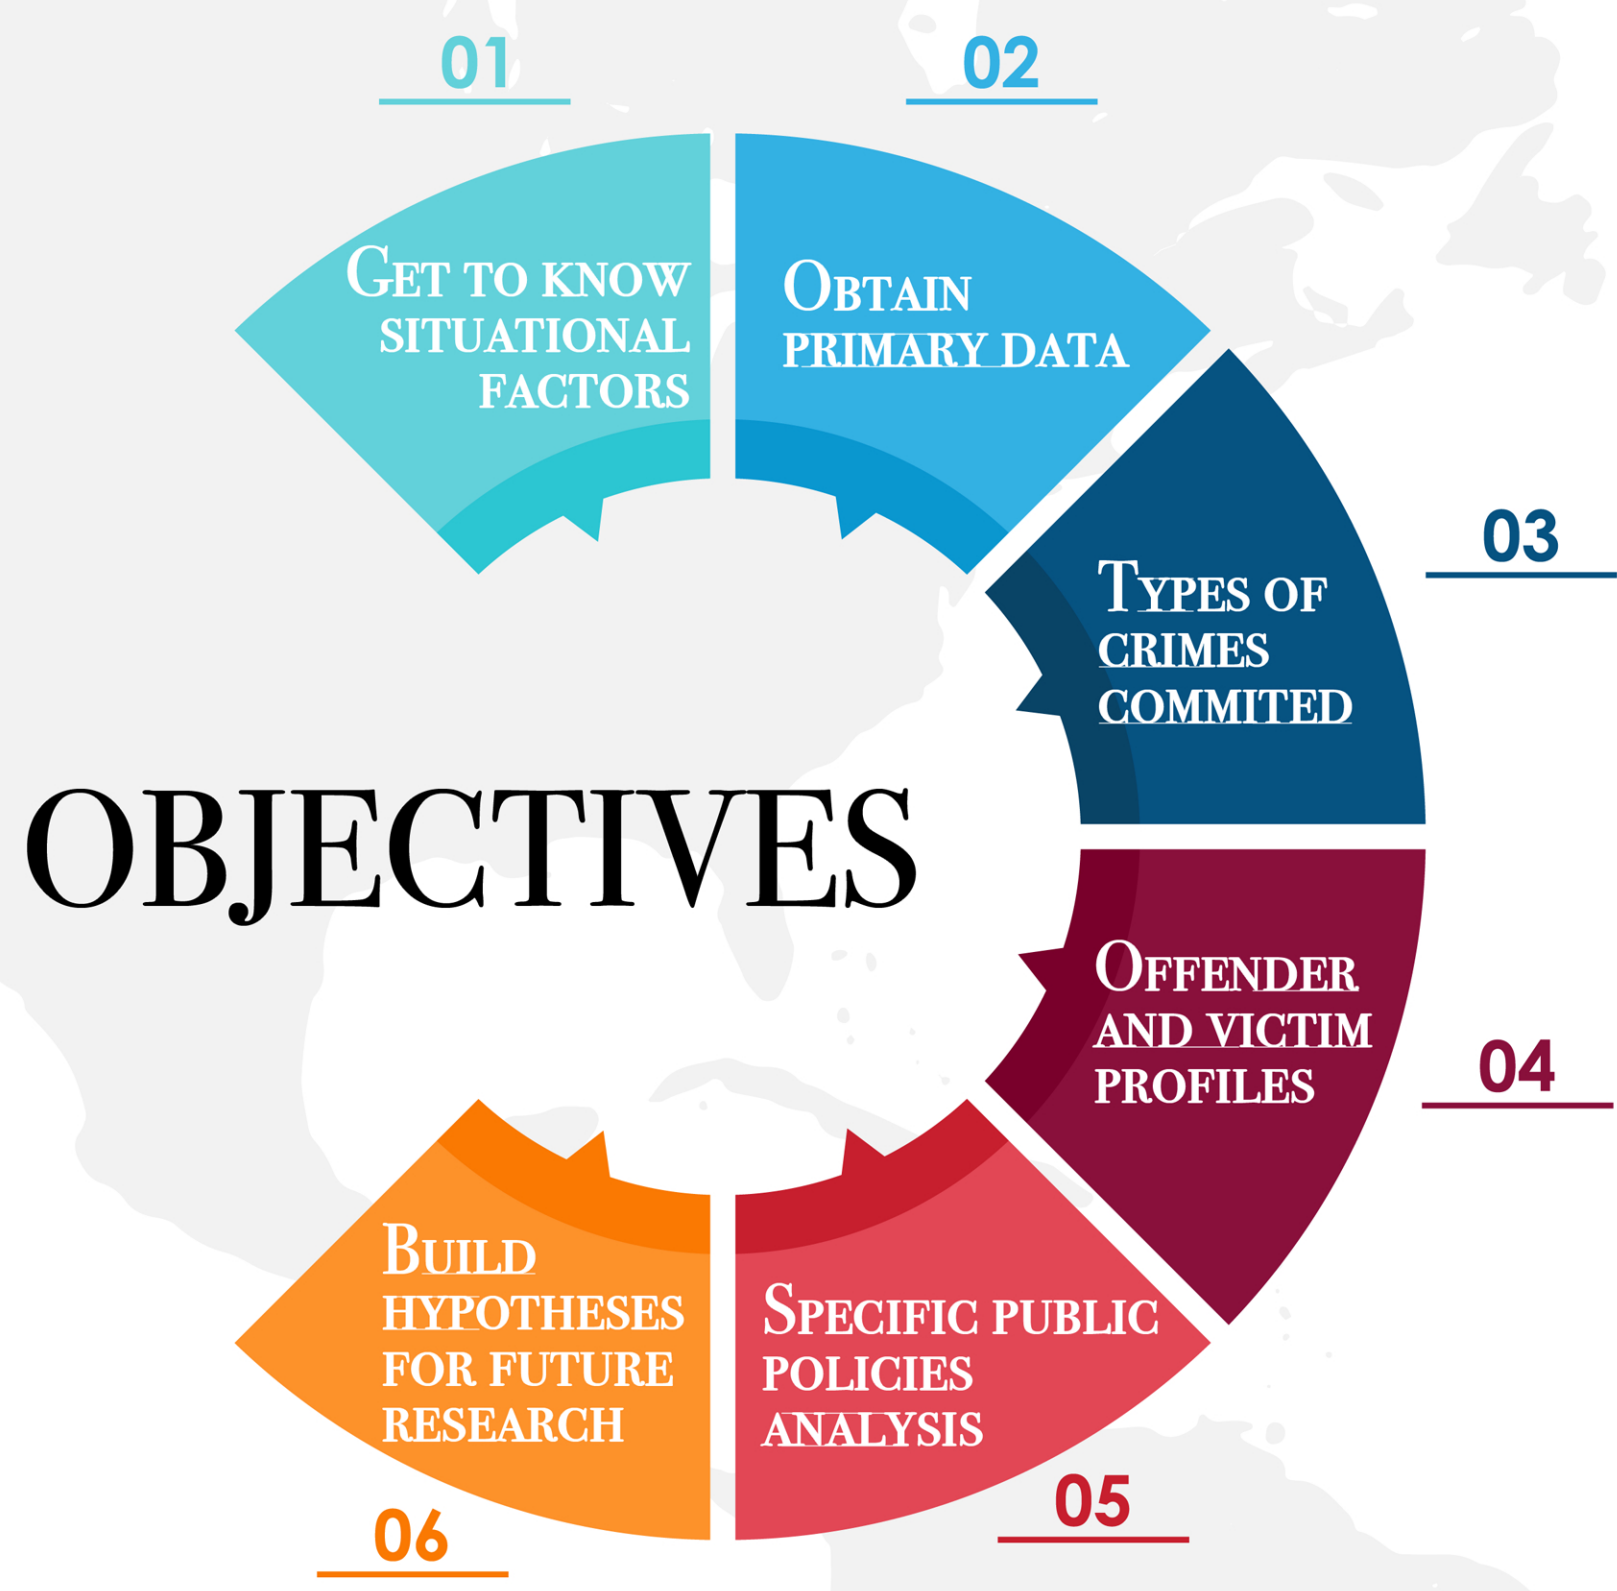 01
Get to know
situational
factors
02
Obtain
primary data
03
Types of
crimes
commited
OBJECTIVES
04
Offender
and victim
profiles
05
Specific public
policies
analysis
06
Build
hypotheses
for future
research